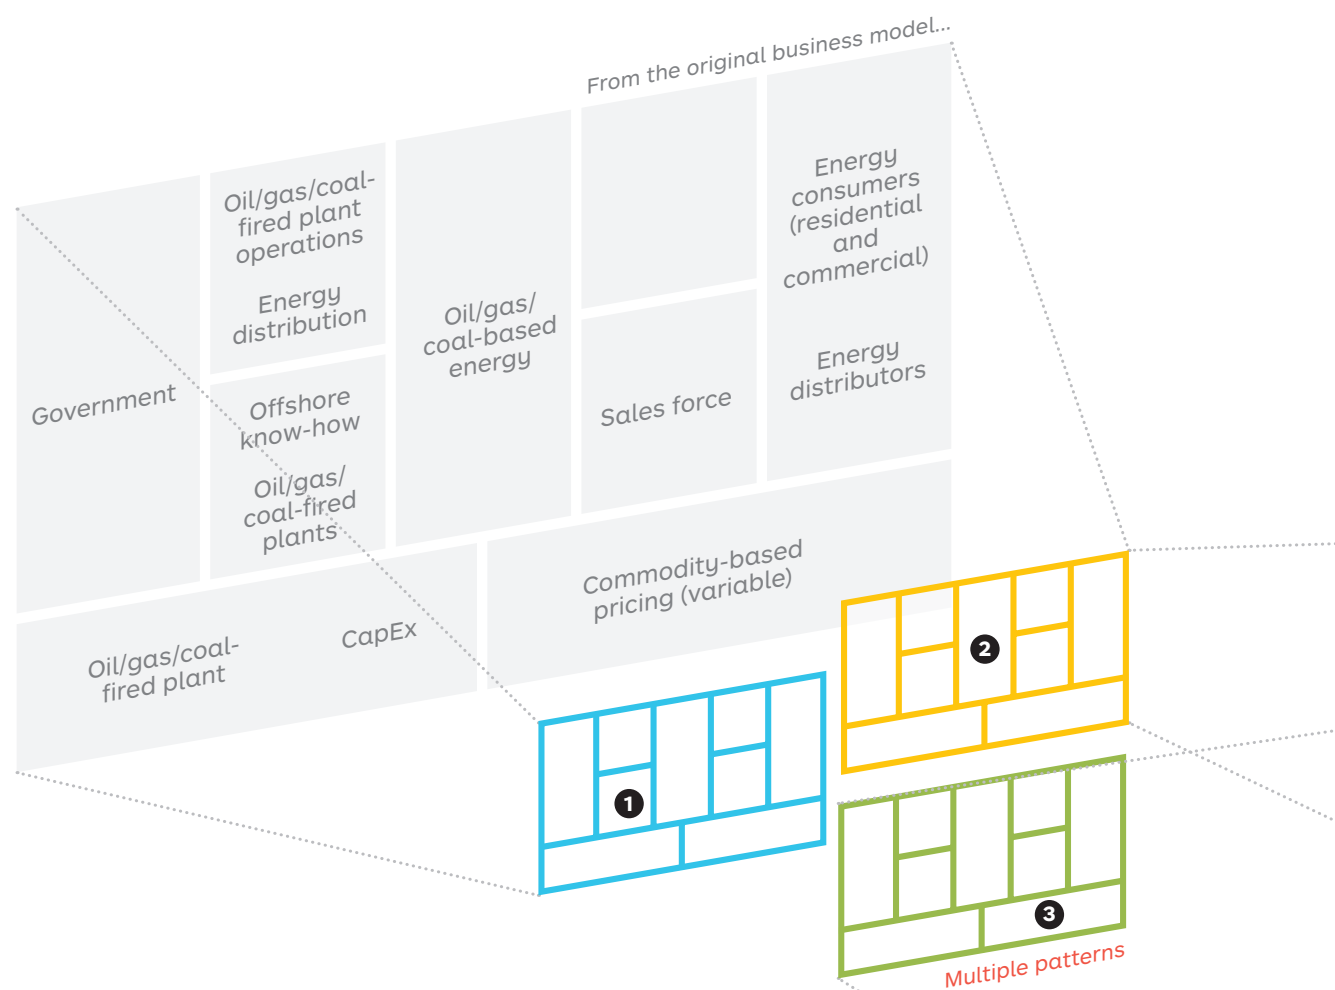 From the original business model...
Government
Oil/gas/coal-
fired plant
operations
Energy
distribution
Offshore
know-how
Oil/gas/
coal-fired
plants
Oil/gas/
coal-based
energy
Sales force
Energy
consumers
(residential
and
commercial)
Energy
distributors
Oil/gas/coal-
fired plant
CapEx
Commodity-based
pricing (variable)
1
2
3
Multiple patterns